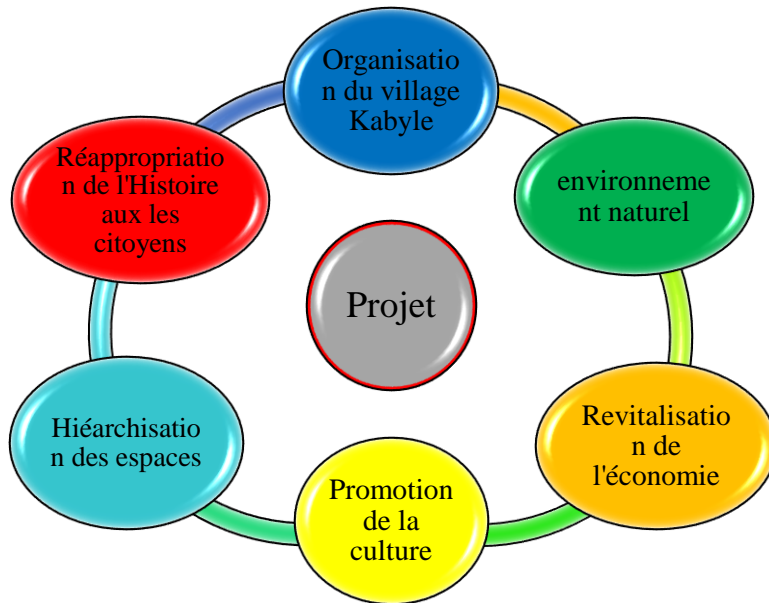 Organisatio
n du village
Kabyle
Réappropriatio
n de l'Histoire
aux les
citoyens
environneme
nt naturel
Projet
Hiéarchisatio
n des espaces
Revitalisatio
n de
l'économie
Promotion
de la
culture